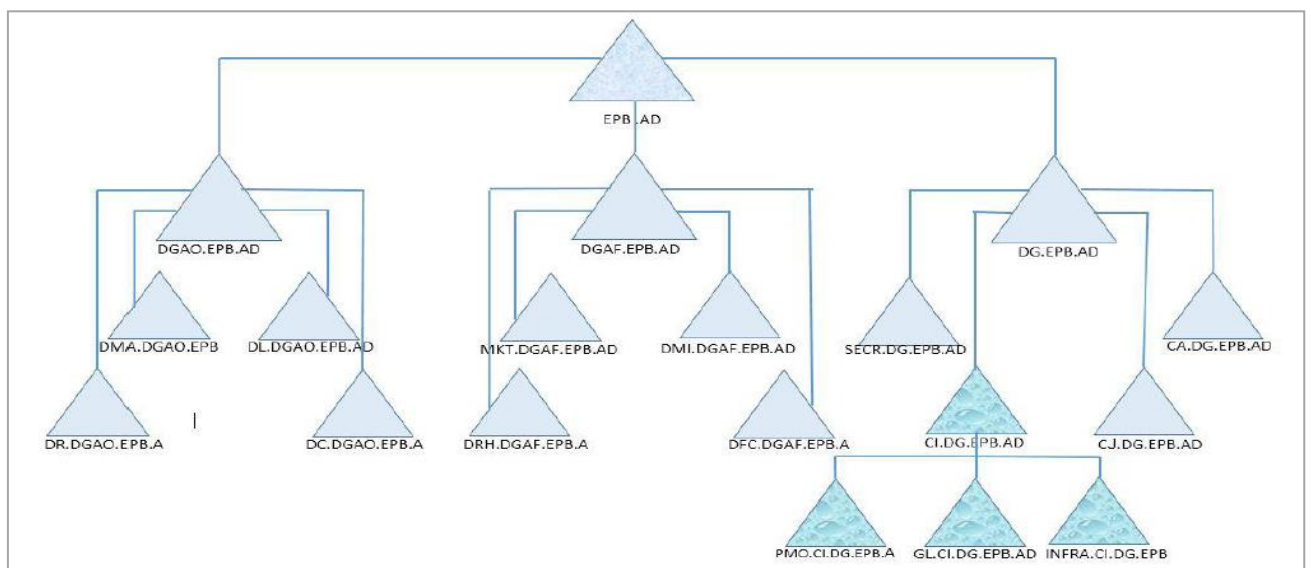 EPB .AD
DGAO.EPB.AD
DGAF.EPB.AD
DG.EPB.AD
DMA.DGAO.EPB
DL.DGAO.EPB.AD
MKT.DGAF.EPB.AD
DMI.DGAF.EPB.AD
SECR.DG.EPB.AD
CA.DG.EPB.AD
DR.DGAO.EPB.A
DC.DGAO.EPB.A
DRH.DGAF.EPB.A
DFC.DGAF.EPB.A
CI.DG.EPB.AD
CJ.DG.EPB.AD
PMO.CI.DG.EPB.A
GL.CI.DG.EPB.AD
INFRA.CI.DG.EPB